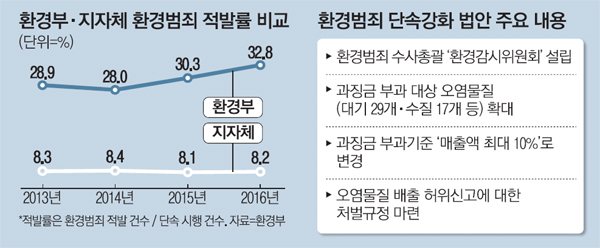 환경부·지자체 환경범죄 적발률 비교
(단위=%)
28.9
28.0
30.3
32.8
환경부
지자체
8.3
8.4
8.1
8.2
2013년
2014년
2015년
2016년
*적발률은 환경범죄 적발 건수 / 단속 시행 건수. 자료=환경부
환경범죄 단속강화 법안 주요 내용
▶환경범죄 수사총괄 ‘환경감시위원회’ 설립
▶과징금 부과 대상 오염물질
(대기 29개·수질 17개 등) 확대
▶과징금 부과기준 ‘매출액 최대 10%’로
변경
▶오염물질 배출 허위신고에 대한
처벌규정 마련